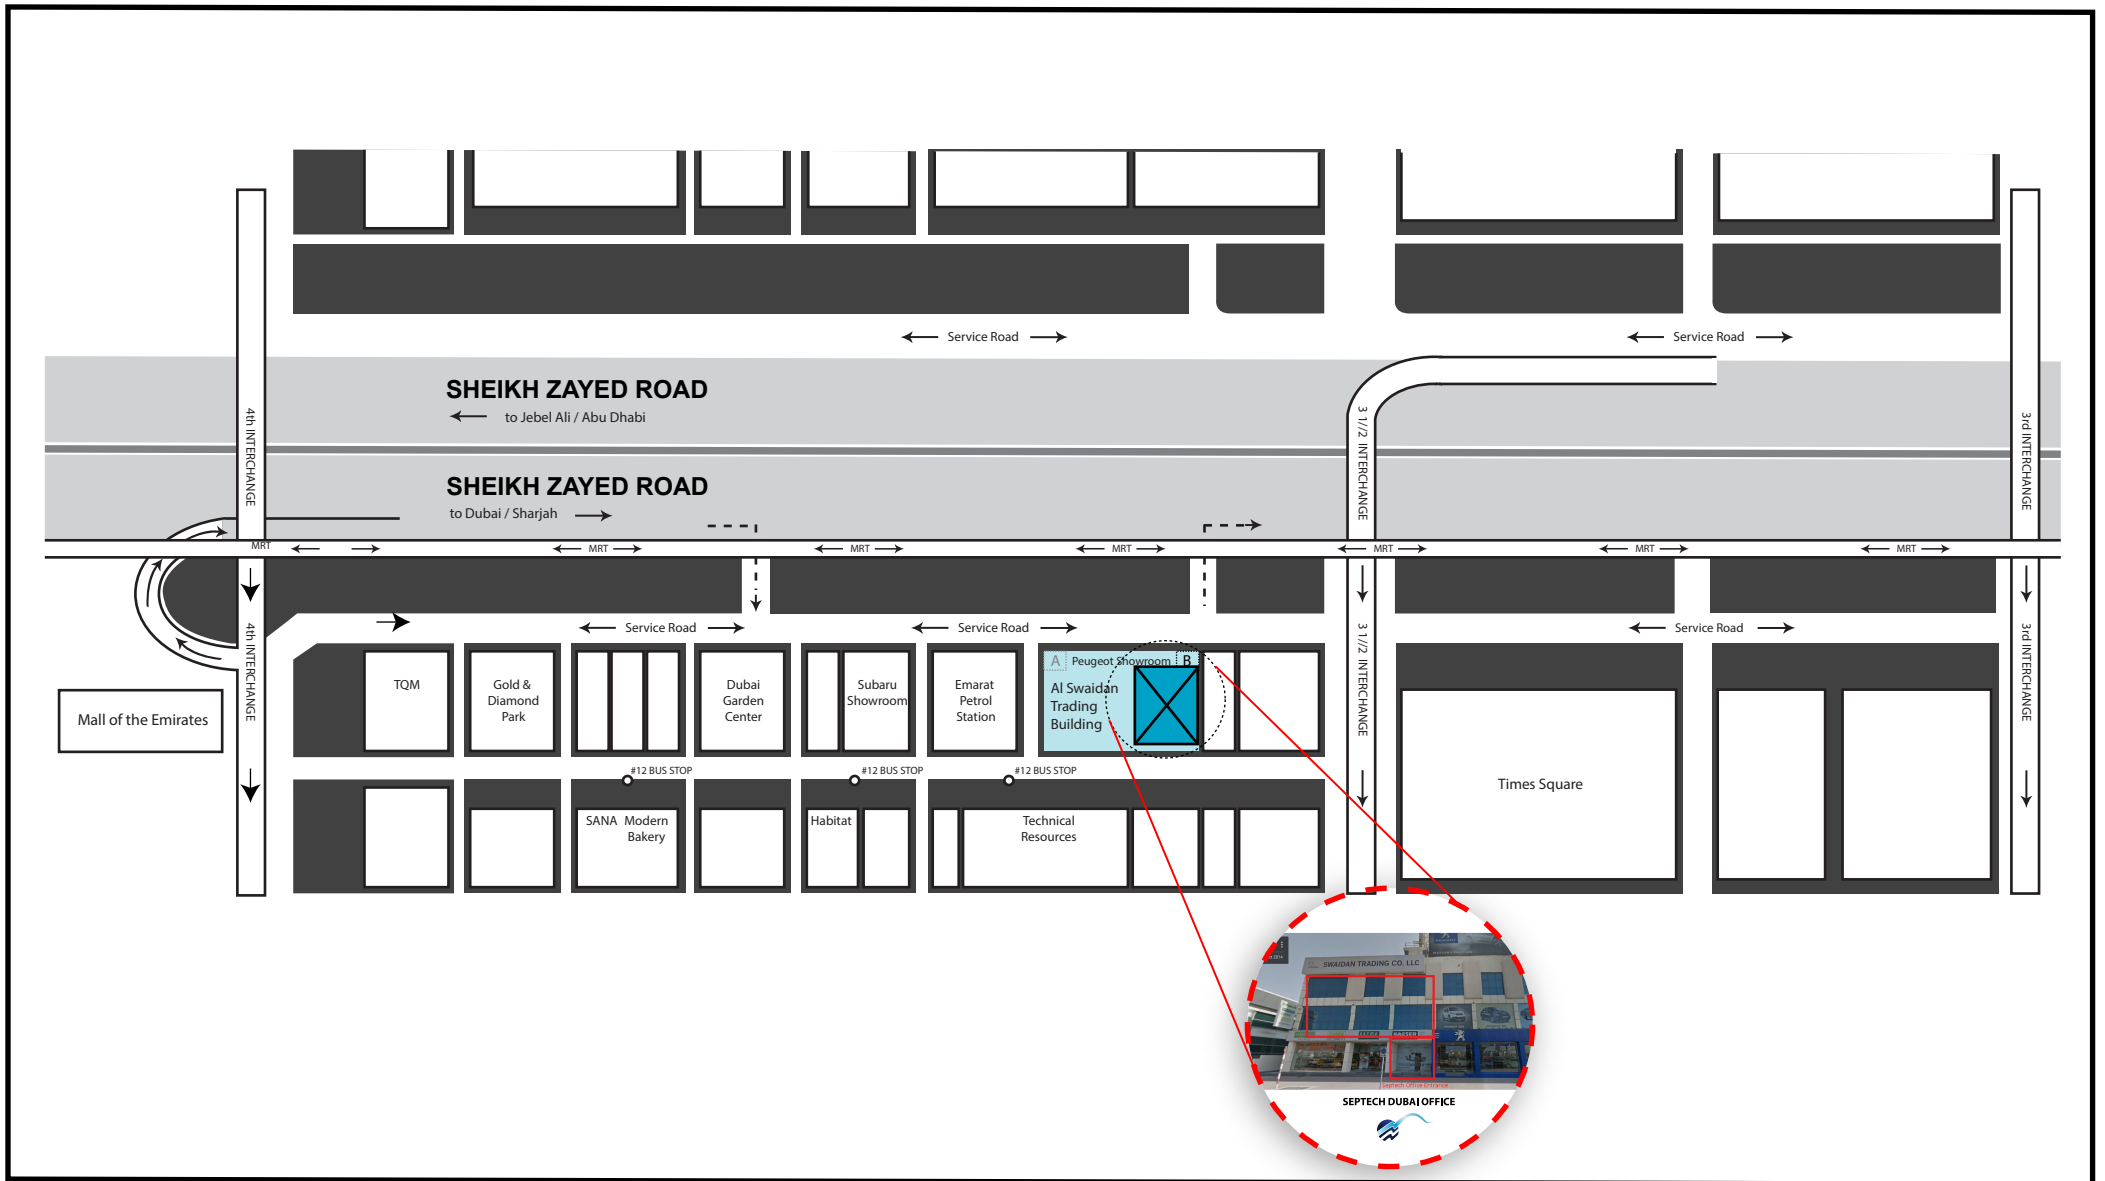 Service Road
Service Road
SHEIKH ZAYED ROAD
to Jebel Ali / Abu Dhabi
4th INTERCHANGE
3 1//2 INTERCHANGE
3rd INTERCHANGE
SHEIKH ZAYED ROAD
to Dubai / Sharjah
MRT
MRT
MRT
MRT
MRT
MRT
MRT
4th INTERCHANGE
3 1//2 INTERCHANGE
3rd INTERCHANGE
Service Road
Service Road
Service Road
Mall of the Emirates
TQM
Gold &
Diamond
Park
Dubai
Garden
Center
Subaru
Showroom
Emarat
Petrol
Station
A
Peugeot Showroom
B
Al Swaidan
Trading
Building
#12 BUS STOP
#12 BUS STOP
#12 BUS STOP
SANA Modern
Bakery
Habitat
Technical
Resources
Times Square
SWAIDAN TRADING CO. LLC
Septech Office Entrance
SEPTECH DUBAI OFFICE